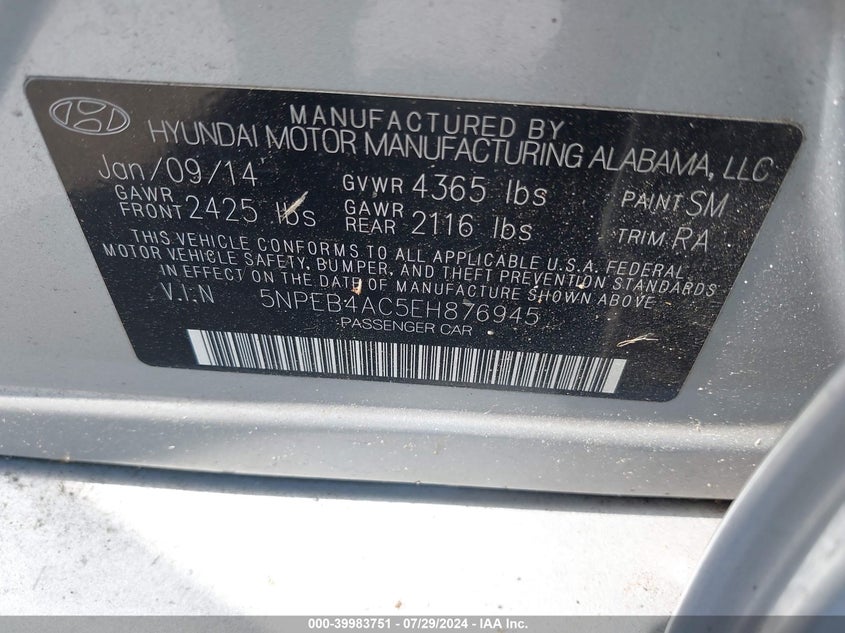 MANUFACTURED BY
HYUNDAI MOTOR MANUFACTURING ALABAMA, LLC
Jan/09/14 GVWR 4365 lbs PAINT SM
GAWR FRONT 2425 lbs GAWR REAR 2116 lbs TRIM RA
THIS VEHICLE CONFORMS TO ALL APPLICABLE U.S.A. FEDERAL
MOTOR VEHICLE SAFETY, BUMPER, AND THEFT PREVENTION STANDARDS
IN EFFECT ON THE DATE OF MANUFACTURE SHOWN ABOVE
V.I.N 5NPEB4AC5EH876945
PASSENGER CAR
000-39983751 - 07/29/2024 - IAA Inc.